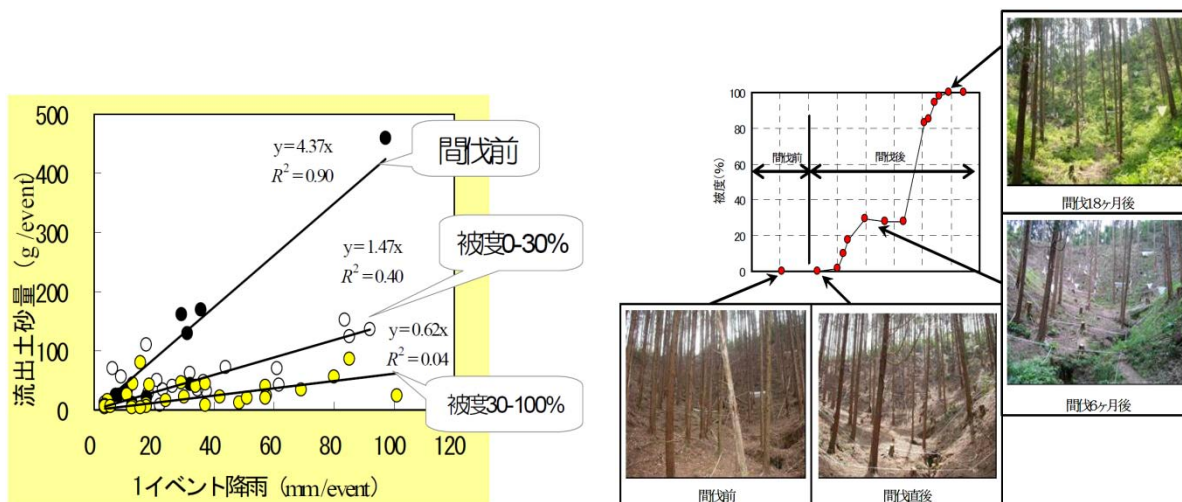 500
400
300
200
100
0
流出土砂量(g/event)
0
20
40
60
80
100
120
1イベント降雨(mm/event)
y=4.37x
R²=0.90
間伐前
y=1.47x
R²=0.40
被度0-30%
y=0.62x
R²=0.04
被度30-100%
100
80
60
40
20
0
被度(%)
間伐前
間伐後
間伐18ヶ月後
間伐6ヶ月後
間伐前
間伐直後